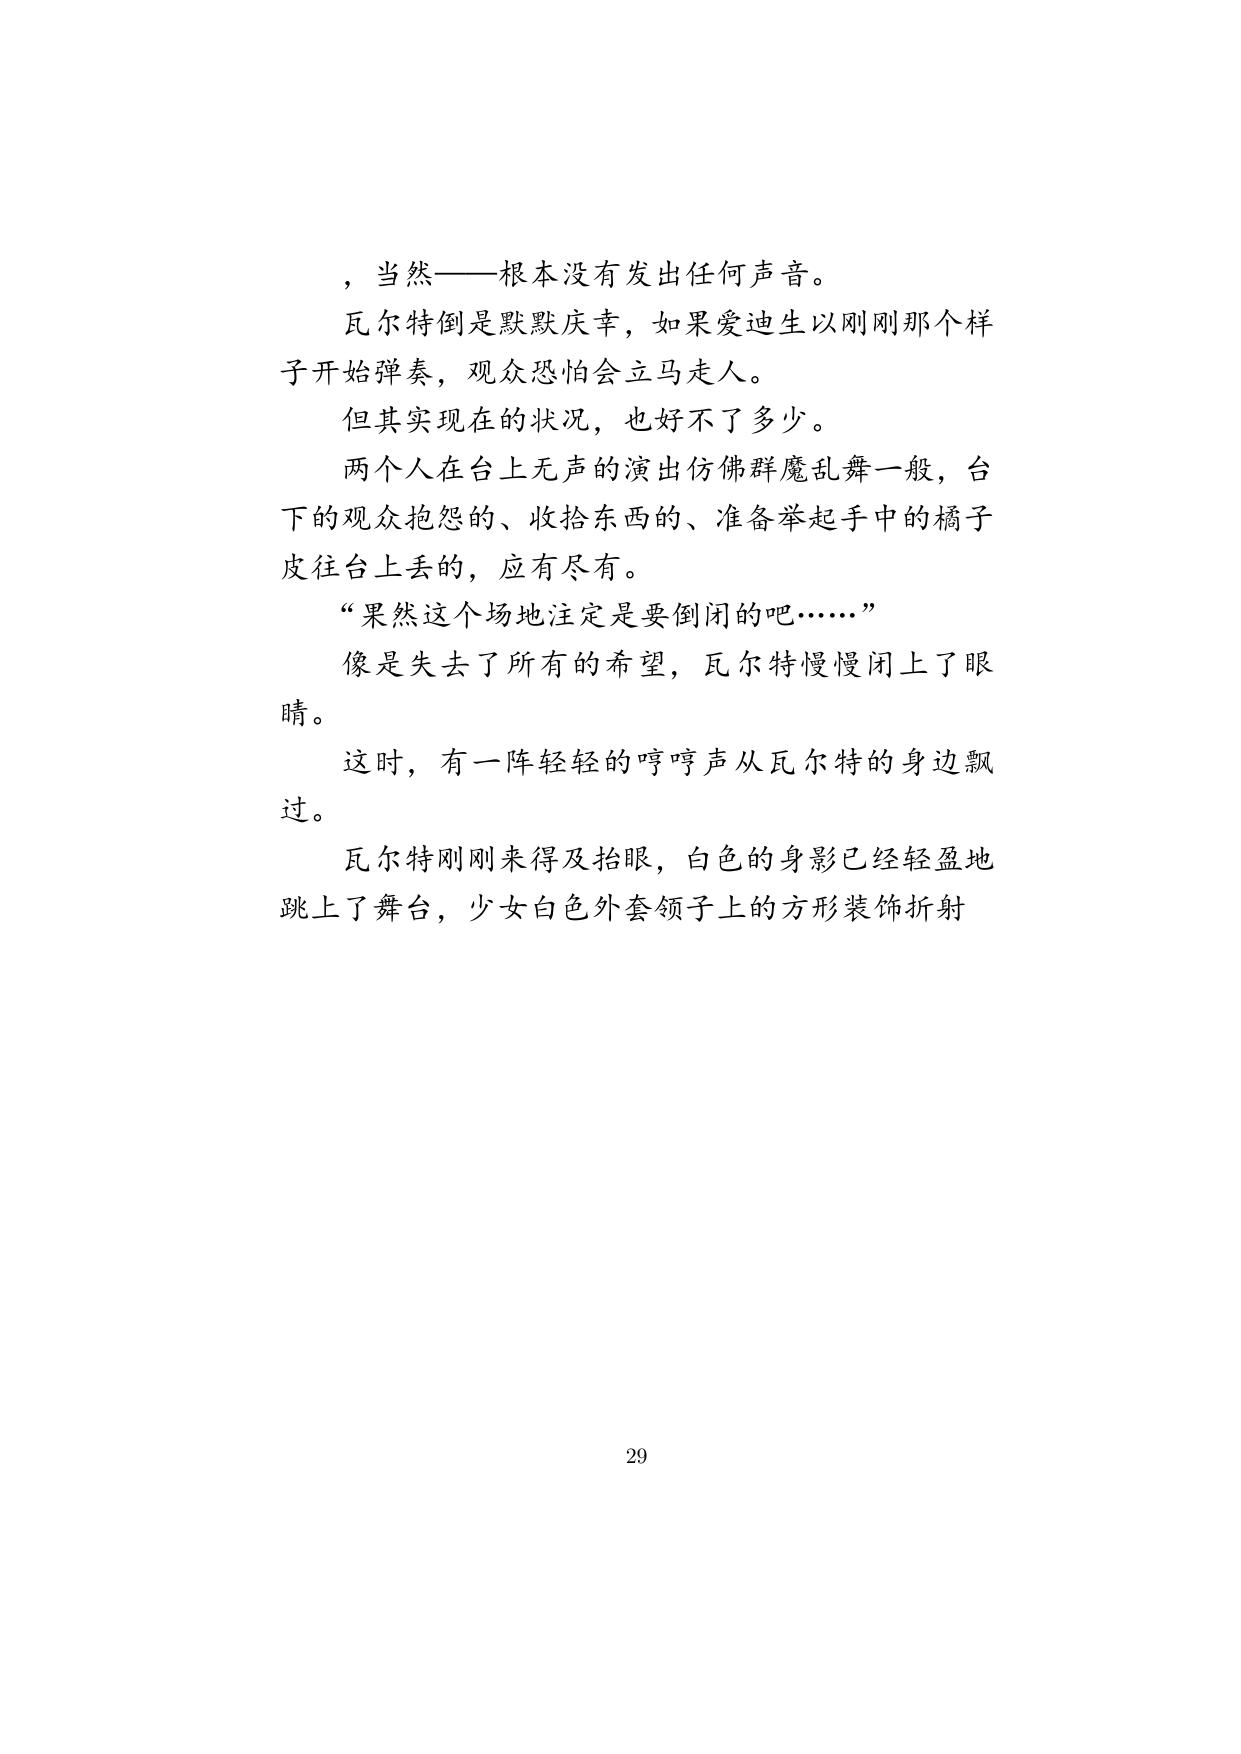 ，当然——根本没有发出任何声音。
瓦尔特倒是默默庆幸，如果爱迪生以刚刚那个样
子开始弹奏，观众恐怕会立马走人。
但其实现在的状况，也好不了多少。
两个人在台上无声的演出仿佛群魔乱舞一般，台
下的观众抱怨的、收拾东西的、准备举起手中的橘子
皮往台上丢的，应有尽有。
“果然这个场地注定是要倒闭的吧……”
像是失去了所有的希望，瓦尔特慢慢闭上了眼
睛。
这时，有一阵轻轻的哼哼声从瓦尔特的身边飘
过。
瓦尔特刚刚来得及抬眼，白色的身影已经轻盈地
跳上了舞台，少女白色外套领子上的方形装饰折射
29